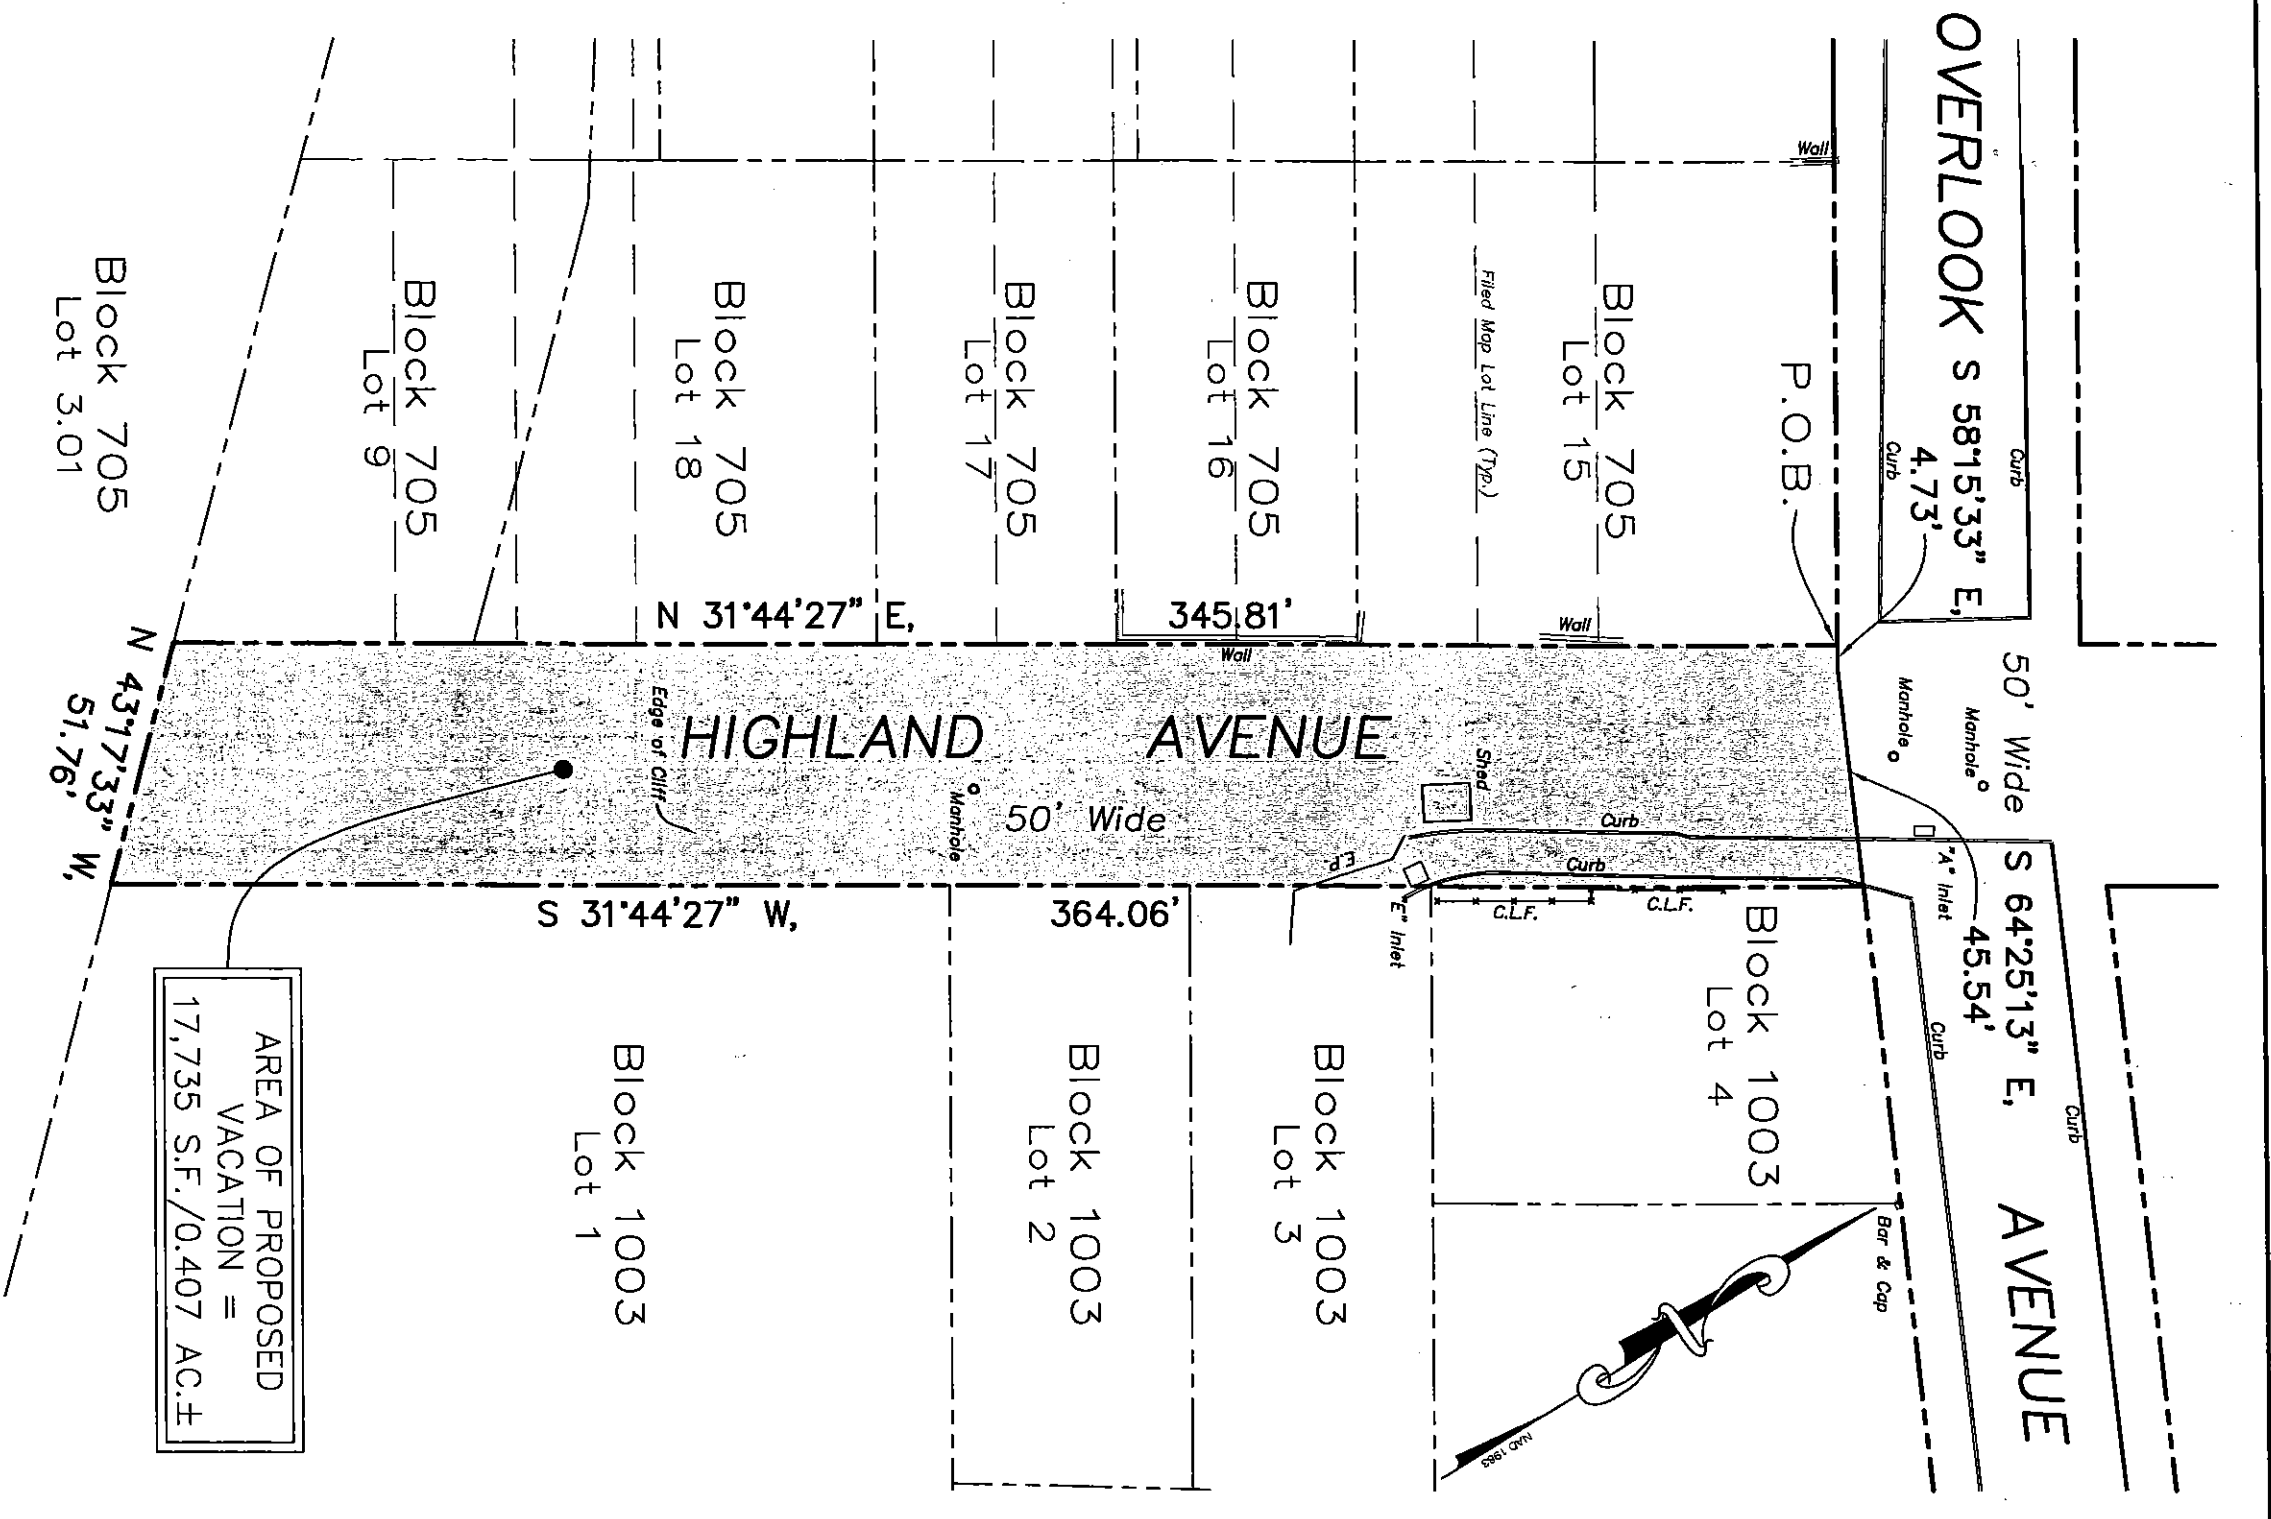 OVERLOOK
AVENUE
S 58°15'33" E,
4.73'
50' Wide
S 64°25'13" E,
45.54'
Curb
Curb
Curb
Curb
Manhole
Manhole
"A" Inlet
Wall
P.O.B.
Block 705
Lot 15
Filed Map Lot Line (Typ.)
Block 705
Lot 16
Block 705
Lot 17
Block 705
Lot 18
Block 705
Lot 9
Block 705
Lot 3.01
N 31°44'27" E,
345.81'
Wall
Wall
HIGHLAND AVENUE
50' Wide
Edge of Cliff
Manhole
Shed
Curb
Curb
E.P.
"E" Inlet
C.L.F.
C.L.F.
N 43°17'33" W,
51.76'
S 31°44'27" W,
364.06'
Block 1003
Lot 4
Block 1003
Lot 3
Block 1003
Lot 2
Block 1003
Lot 1
Bar & Cap
N
NAD 1983
AREA OF PROPOSED
VACATION =
17,735 S.F./0.407 AC.±